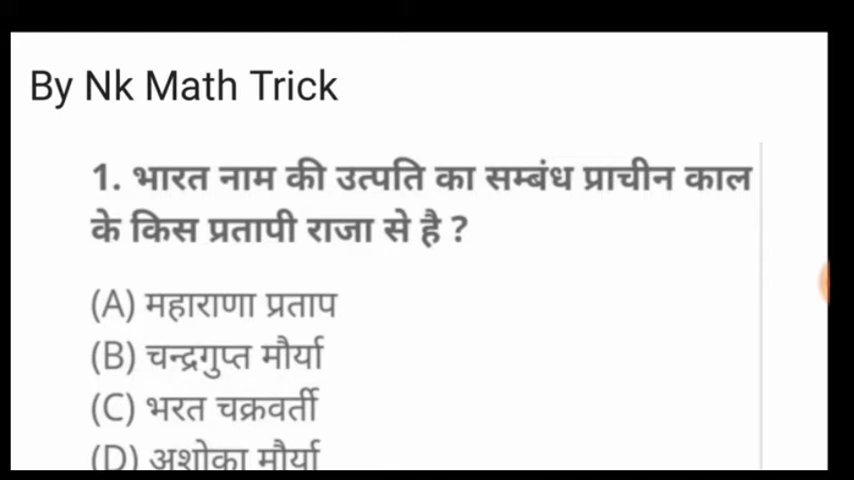 By Nk Math Trick
1. भारत नाम की उत्पति का सम्बंध प्राचीन काल
के किस प्रतापी राजा से है ?
(A) महाराणा प्रताप
(B) चन्द्रगुप्त मौर्या
(C) भरत चक्रवर्ती
(D) अशोका मौर्या